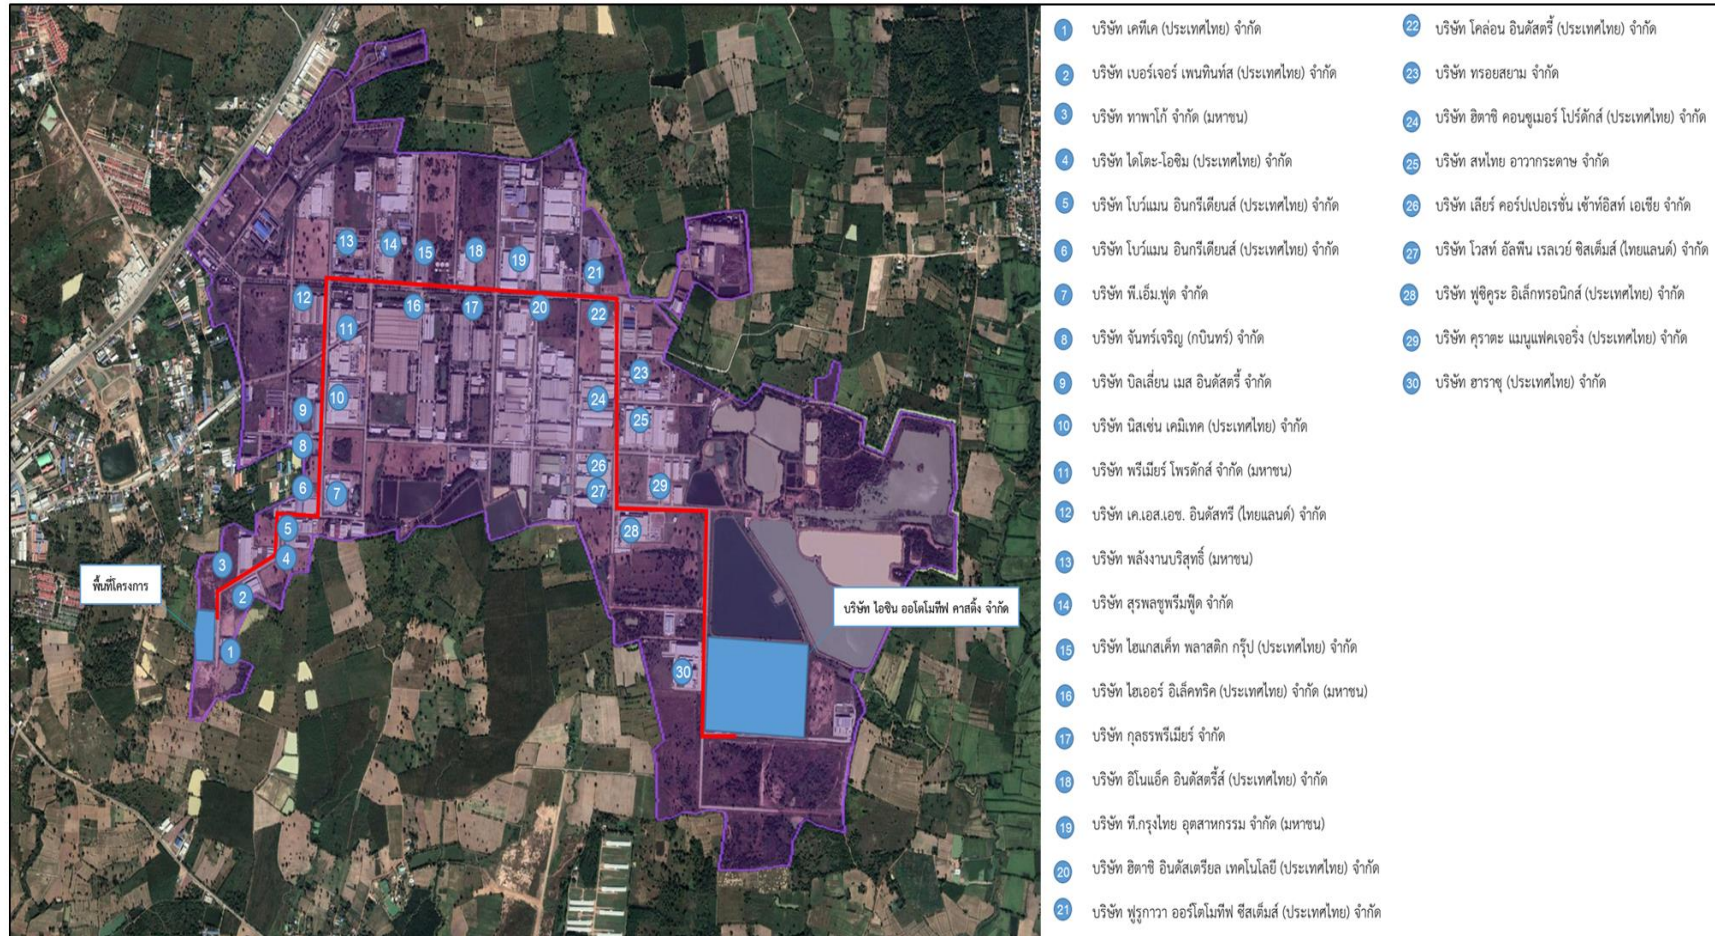 พื้นที่โครงการ
บริษัท ไอซิน ออโตโมทีฟ คาสติ้ง จำกัด
1 บริษัท เคทีเค (ประเทศไทย) จำกัด
2 บริษัท เบอร์เจอร์ เพนทินท์ส (ประเทศไทย) จำกัด
3 บริษัท ทาพาโก้ จำกัด (มหาชน)
4 บริษัท ไดโตะ-โอซิม (ประเทศไทย) จำกัด
5 บริษัท โบว์แมน อินกรีเดียนส์ (ประเทศไทย) จำกัด
6 บริษัท โบว์แมน อินกรีเดียนส์ (ประเทศไทย) จำกัด
7 บริษัท พี.เอ็ม.ฟูด จำกัด
8 บริษัท จันทร์เจริญ (กบินทร์) จำกัด
9 บริษัท บิลเลี่ยน เมส อินดัสตรี้ จำกัด
10 บริษัท นิสเซ่น เคมิเทค (ประเทศไทย) จำกัด
11 บริษัท พรีเมียร์ โพรดักส์ จำกัด (มหาชน)
12 บริษัท เค.เอส.เอช. อินดัสทรี (ไทยแลนด์) จำกัด
13 บริษัท พลังงานบริสุทธิ์ (มหาชน)
14 บริษัท สุรพลชูพรีมฟู๊ด จำกัด
15 บริษัท ไฮแกสเค็ท พลาสติก กรุ๊ป (ประเทศไทย) จำกัด
16 บริษัท ไฮเออร์ อิเล็คทริค (ประเทศไทย) จำกัด (มหาชน)
17 บริษัท กุลธรพรีเมียร์ จำกัด
18 บริษัท อิโนแอ็ค อินดัสตรี้ส์ (ประเทศไทย) จำกัด
19 บริษัท ที.กรุงไทย อุตสาหกรรม จำกัด (มหาชน)
20 บริษัท ฮิตาชิ อินดัสเตรียล เทคโนโลยี (ประเทศไทย) จำกัด
21 บริษัท ฟูรูกาวา ออร์โตโมทีฟ ซีสเต็มส์ (ประเทศไทย) จำกัด
22 บริษัท โคล่อน อินดัสตรี้ (ประเทศไทย) จำกัด
23 บริษัท ทรอยสยาม จำกัด
24 บริษัท ฮิตาชิ คอนซูเมอร์ โปร์ดักส์ (ประเทศไทย) จำกัด
25 บริษัท สหไทย อาวากระดาษ จำกัด
26 บริษัท เลียร์ คอร์ปเปอเรชั่น เซ้าท์อิสท์ เอเชีย จำกัด
27 บริษัท โวสท์ อัลพีน เรลเวย์ ซิสเต็มส์ (ไทยแลนด์) จำกัด
28 บริษัท ฟูซิคูระ อิเล็กทรอนิกส์ (ประเทศไทย) จำกัด
29 บริษัท คุราตะ แมนูแฟคเจอริ่ง (ประเทศไทย) จำกัด
30 บริษัท ฮาราซุ (ประเทศไทย) จำกัด